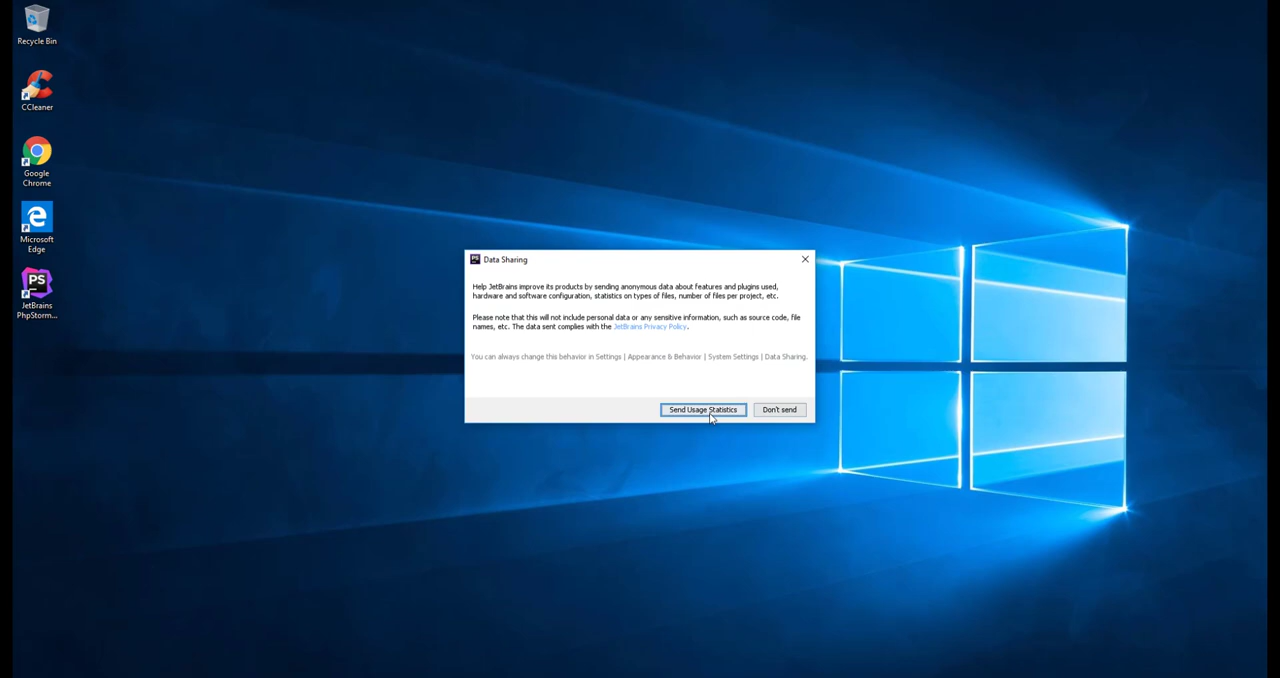 Recycle Bin
CCleaner
Google
Chrome
Microsoft
Edge
PS
JetBrains
PhpStorm...
PS Data Sharing
Help JetBrains improve its products by sending anonymous data about features and plugins used,
hardware and software configuration, statistics on types of files, number of files per project, etc.
Please note that this will not include personal data or any sensitive information, such as source code, file
names, etc. The data sent complies with the JetBrains Privacy Policy.
You can always change this behavior in Settings | Appearance & Behavior | System Settings | Data Sharing.
Send Usage Statistics Don't send